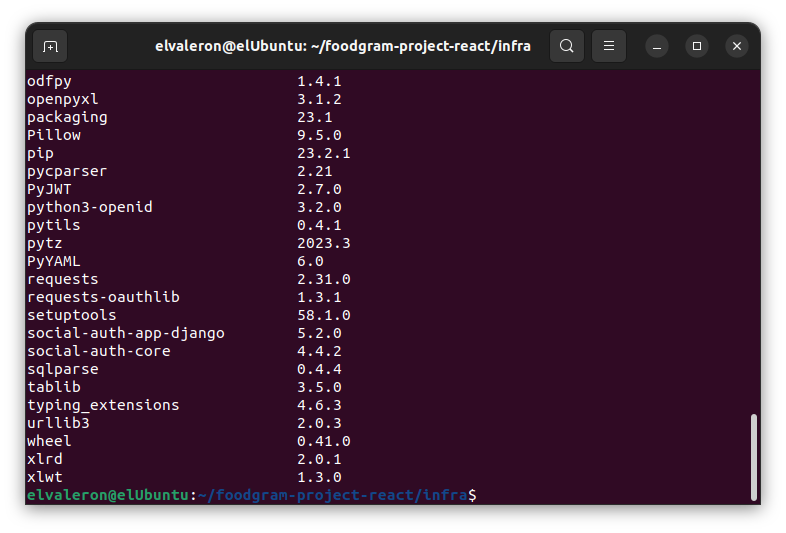 elvaleron@elUbuntu: ~/foodgram-project-react/infra
odfpy 1.4.1
openpyxl 3.1.2
packaging 23.1
Pillow 9.5.0
pip 23.2.1
pycparser 2.21
PyJWT 2.7.0
python3-openid 3.2.0
pytils 0.4.1
pytz 2023.3
PyYAML 6.0
requests 2.31.0
requests-oauthlib 1.3.1
setuptools 58.1.0
social-auth-app-django 5.2.0
social-auth-core 4.4.2
sqlparse 0.4.4
tablib 3.5.0
typing_extensions 4.6.3
urllib3 2.0.3
wheel 0.41.0
xlrd 2.0.1
xlwt 1.3.0
elvaleron@elUbuntu:~/foodgram-project-react/infra$